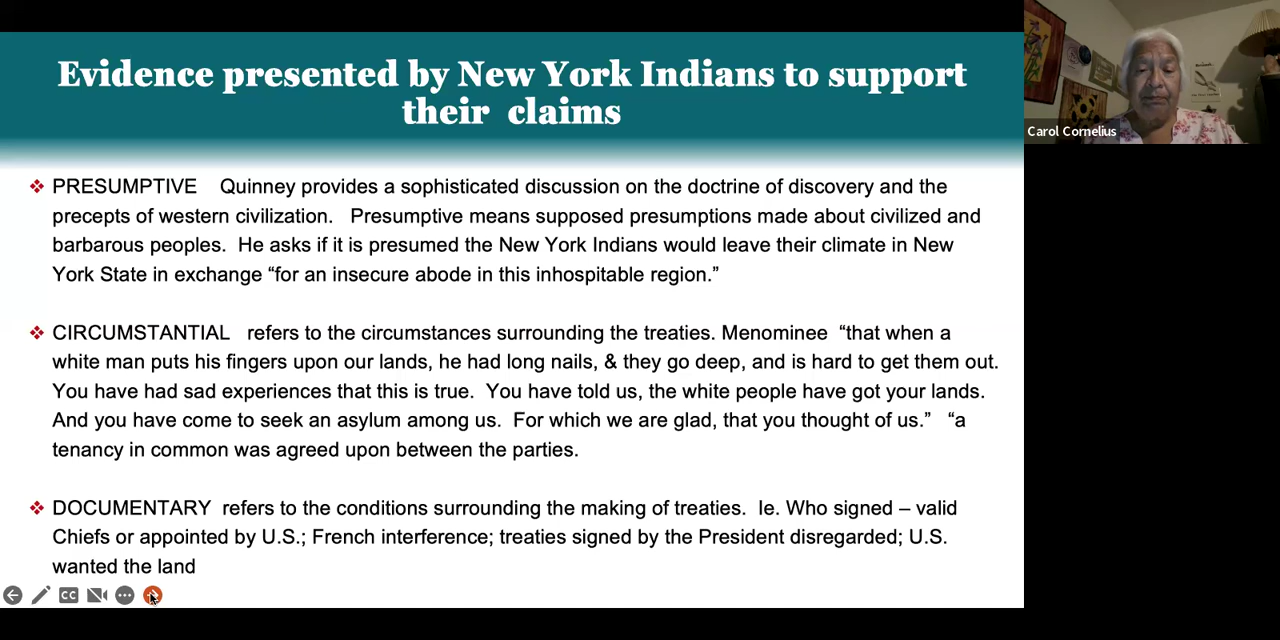 Evidence presented by New York Indians to support
their claims
❖ PRESUMPTIVE Quinney provides a sophisticated discussion on the doctrine of discovery and the
precepts of western civilization. Presumptive means supposed presumptions made about civilized and
barbarous peoples. He asks if it is presumed the New York Indians would leave their climate in New
York State in exchange “for an insecure abode in this inhospitable region.”
❖ CIRCUMSTANTIAL refers to the circumstances surrounding the treaties. Menominee “that when a
white man puts his fingers upon our lands, he had long nails, & they go deep, and is hard to get them out.
You have had sad experiences that this is true. You have told us, the white people have got your lands.
And you have come to seek an asylum among us. For which we are glad, that you thought of us.” “a
tenancy in common was agreed upon between the parties.
❖ DOCUMENTARY refers to the conditions surrounding the making of treaties. Ie. Who signed – valid
Chiefs or appointed by U.S.; French interference; treaties signed by the President disregarded; U.S.
wanted the land
CC
Carol Cornelius